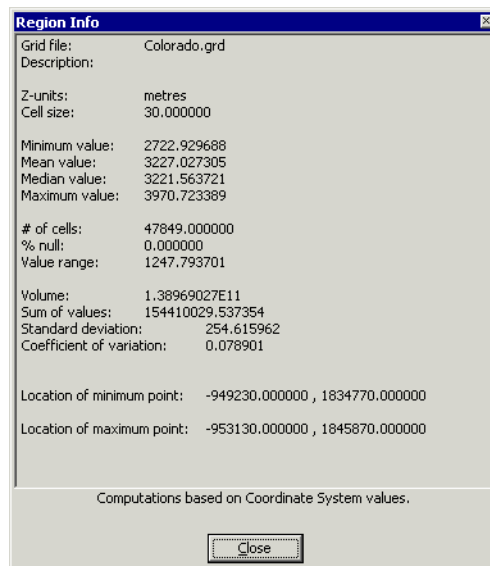 Region Info
Grid file: Colorado.grd
Description:
Z-units: metres
Cell size: 30.000000
Minimum value: 2722.929688
Mean value: 3227.027305
Median value: 3221.563721
Maximum value: 3970.723389
# of cells: 47849.000000
% null: 0.000000
Value range: 1247.793701
Volume: 1.38969027E11
Sum of values: 154410029.537354
Standard deviation: 254.615962
Coefficient of variation: 0.078901
Location of minimum point: -949230.000000 , 1834770.000000
Location of maximum point: -953130.000000 , 1845870.000000
Computations based on Coordinate System values.
Close